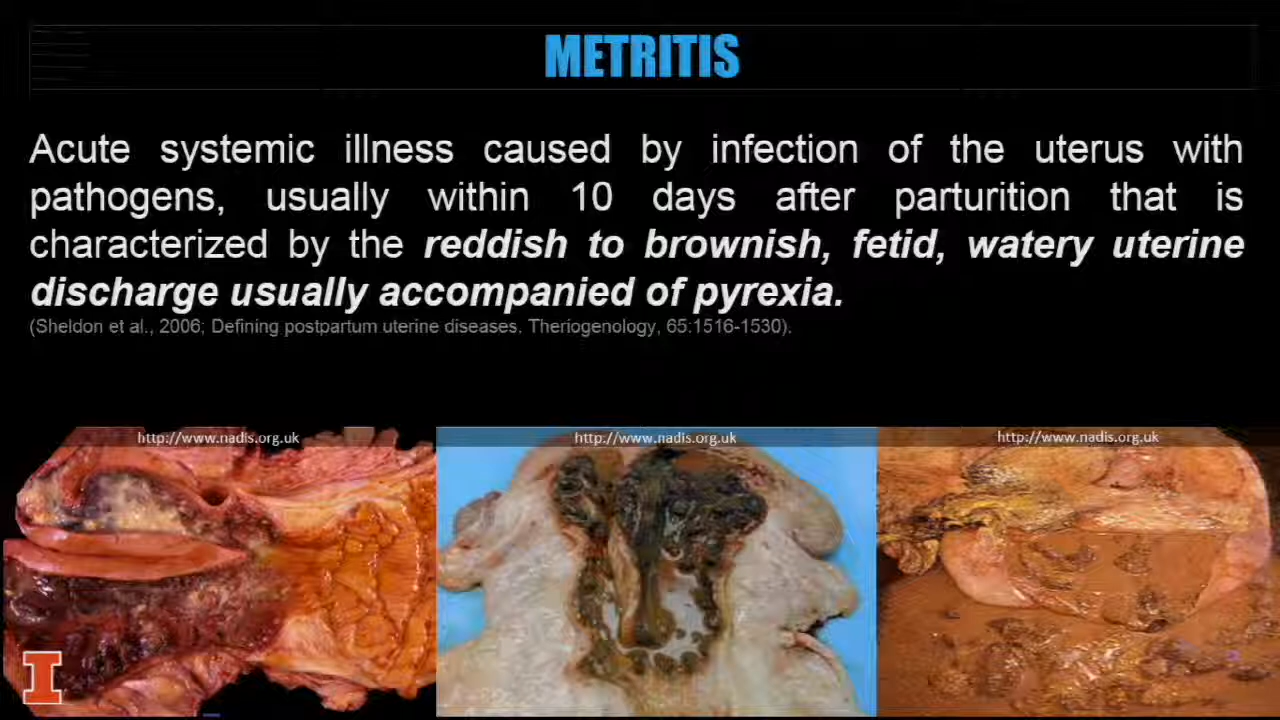 METRITIS
Acute systemic illness caused by infection of the uterus with
pathogens, usually within 10 days after parturition that is
characterized by the reddish to brownish, fetid, watery uterine
discharge usually accompanied of pyrexia.
(Sheldon et al., 2006; Defining postpartum uterine diseases. Theriogenology, 65:1516-1530).
http://www.nadis.org.uk
http://www.nadis.org.uk
http://www.nadis.org.uk
I